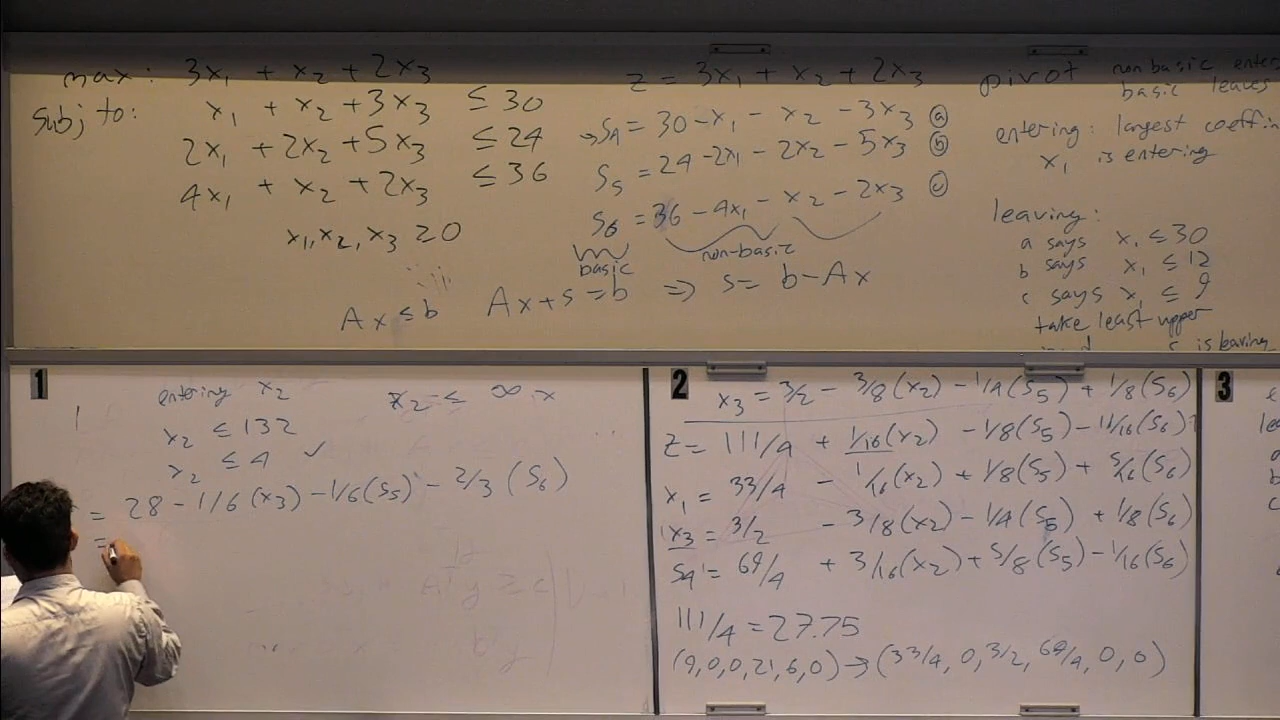 max: 3x₁ + x₂ + 2x₃
subj to: x₁ + x₂ + 3x₃ ≤ 30
2x₁ + 2x₂ + 5x₃ ≤ 24
4x₁ + x₂ + 2x₃ ≤ 36
x₁, x₂, x₃ ≥ 0
Ax ≤ b
Ax + s = b ⇒ s = b - Ax
z = 3x₁ + x₂ + 2x₃
→ S₄ = 30 - x₁ - x₂ - 3x₃ ⓐ
S₅ = 24 - 2x₁ - 2x₂ - 5x₃ ⓑ
S₆ = 36 - 4x₁ - x₂ - 2x₃ ⓒ
basic non-basic
pivot nonbasic enter
basic leaves
entering: largest coeffi
x₁ is entering
leaving:
a says x₁ ≤ 30
b says x₁ ≤ 12
c says x₁ ≤ 9
take least upper
c is leaving
1
entering x₂ x₂ ≤ ∞ x
x₂ ≤ 132
x₂ ≤ 4 ✓
= 28 - 1/6(x₃) - 1/6(S₅) - 2/3(S₆)
=
2
x₃ = 3/2 - 3/8(x₂) - 1/4(S₅) + 1/8(S₆)
z = 111/4 + 1/16(x₂) - 1/8(S₅) - 11/16(S₆)
x₁ = 33/4 - 1/16(x₂) + 1/8(S₅) + 5/16(S₆)
x₃ = 3/2 - 3/8(x₂) - 1/4(S₅) + 1/8(S₆)
S₄ = 69/4 + 3/16(x₂) + 5/8(S₅) - 1/16(S₆)
111/4 = 27.75
(9,0,0,21,6,0) → (33/4, 0, 3/2, 69/4, 0, 0)
3